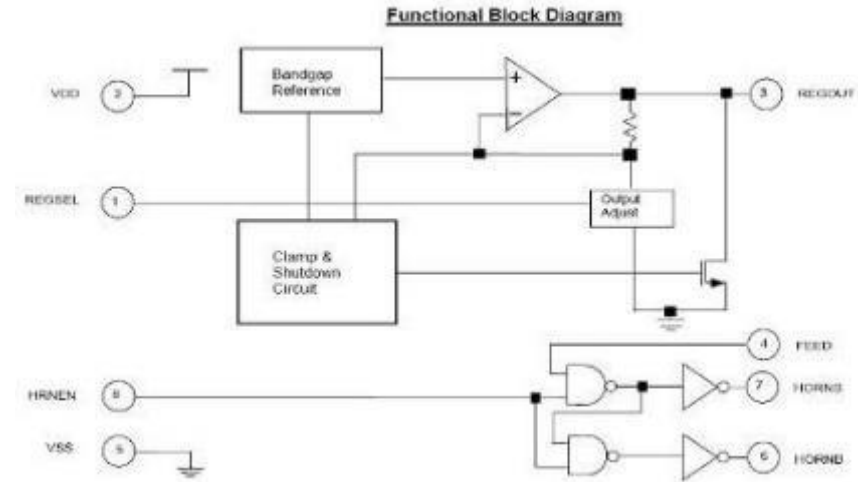 Functional Block Diagram
Bandgap
Reference
VDD
2
+
−
3
REGOUT
REGSEL
1
Output
Adjust
Clamp &
Shutdown
Circuit
4
FEED
HRNEN
8
7
HORNS
VSS
5
6
HORNB